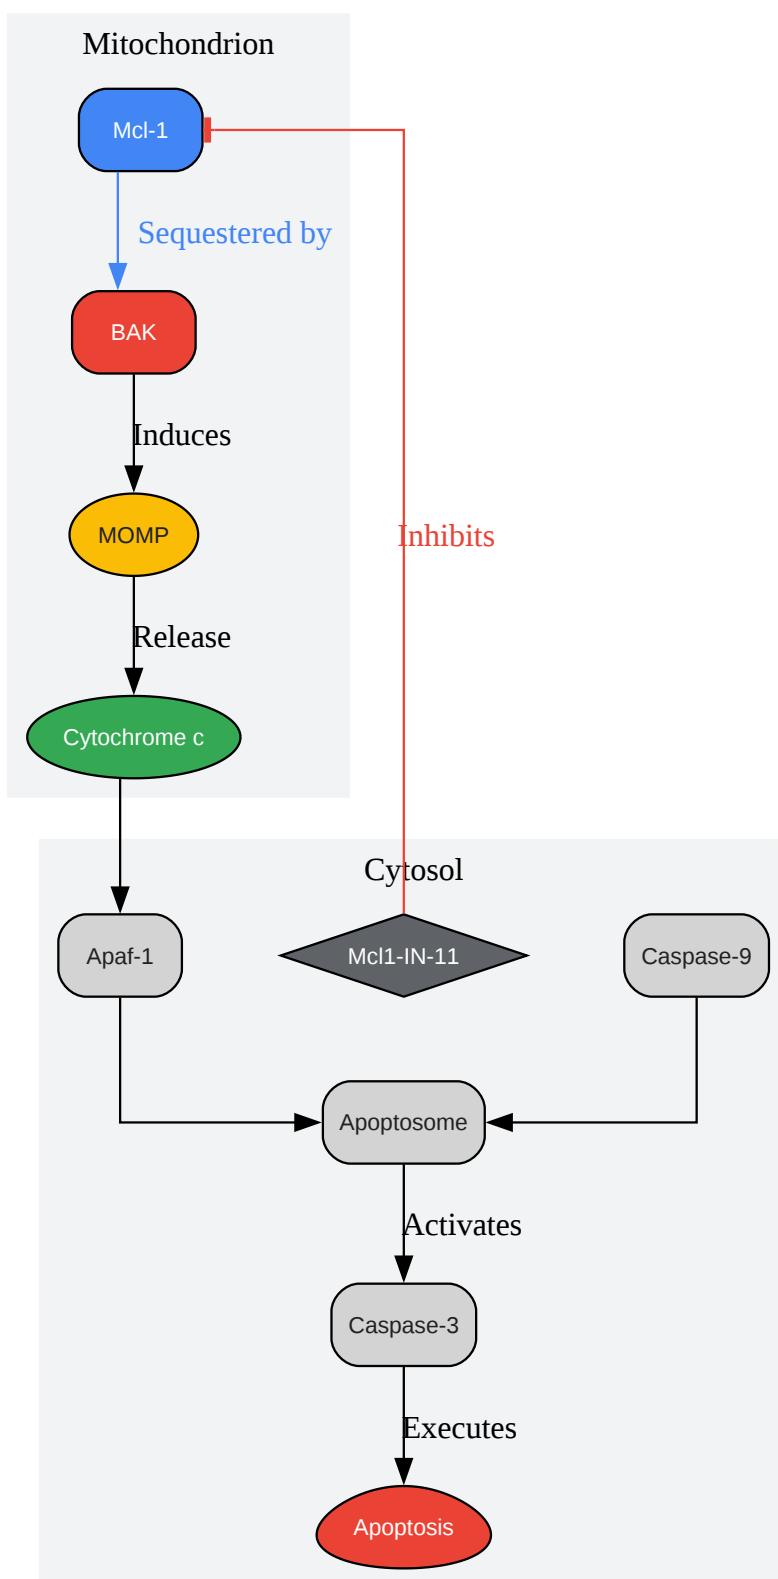 Mitochondrion
Mcl-1
Sequestered by
BAK
Induces
MOMP
Inhibits
Release
Cytochrome c
Cytosol
Apaf-1
Mcl1-IN-11
Caspase-9
Apoptosome
Activates
Caspase-3
Executes
Apoptosis